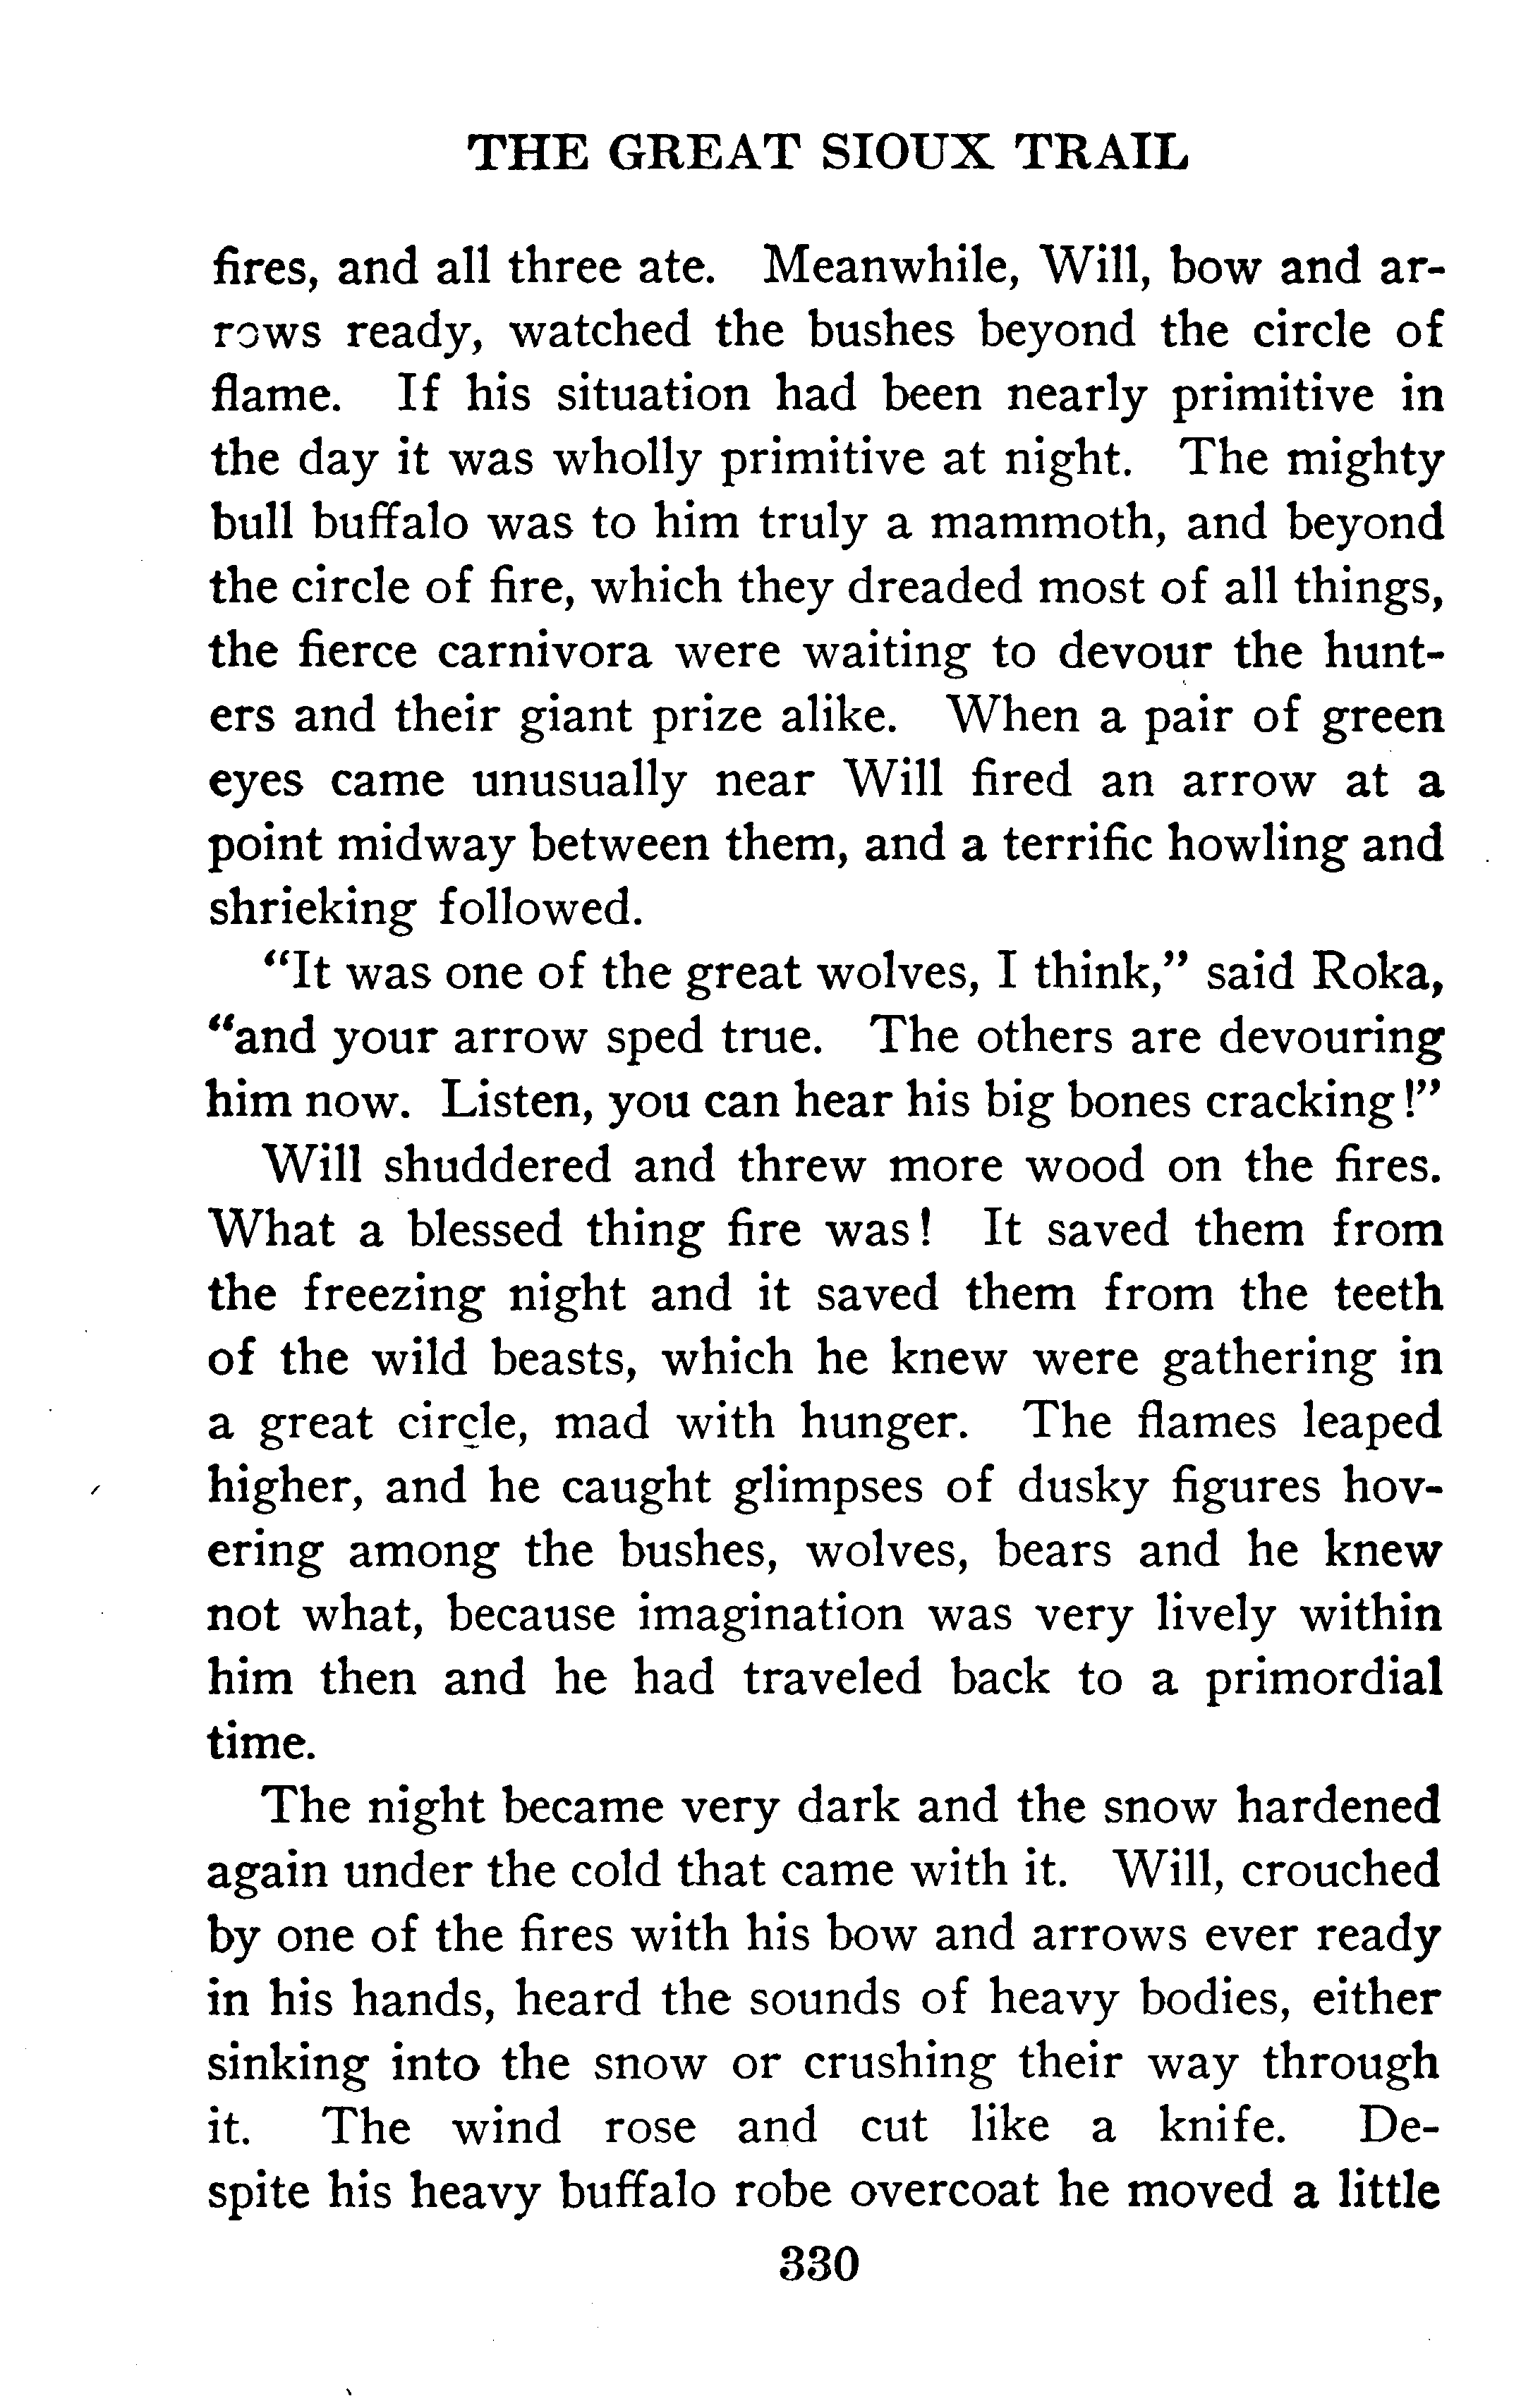 THE GREAT SIOUX TRAIL
fires, and all three ate. Meanwhile, Will, bow and ar-
rows ready, watched the bushes beyond the circle of
flame. If his situation had been nearly primitive in
the day it was wholly primitive at night. The mighty
bull buffalo was to him truly a mammoth, and beyond
the circle of fire, which they dreaded most of all things,
the fierce carnivora were waiting to devour the hunt-
ers and their giant prize alike. When a pair of green
eyes came unusually near Will fired an arrow at a
point midway between them, and a terrific howling and
shrieking followed.
"It was one of the great wolves, I think," said Roka,
"and your arrow sped true. The others are devouring
him now. Listen, you can hear his big bones cracking!"
Will shuddered and threw more wood on the fires.
What a blessed thing fire was! It saved them from
the freezing night and it saved them from the teeth
of the wild beasts, which he knew were gathering in
a great circle, mad with hunger. The flames leaped
higher, and he caught glimpses of dusky figures hov-
ering among the bushes, wolves, bears and he knew
not what, because imagination was very lively within
him then and he had traveled back to a primordial
time.
The night became very dark and the snow hardened
again under the cold that came with it. Will, crouched
by one of the fires with his bow and arrows ever ready
in his hands, heard the sounds of heavy bodies, either
sinking into the snow or crushing their way through
it. The wind rose and cut like a knife. De-
spite his heavy buffalo robe overcoat he moved a little
330